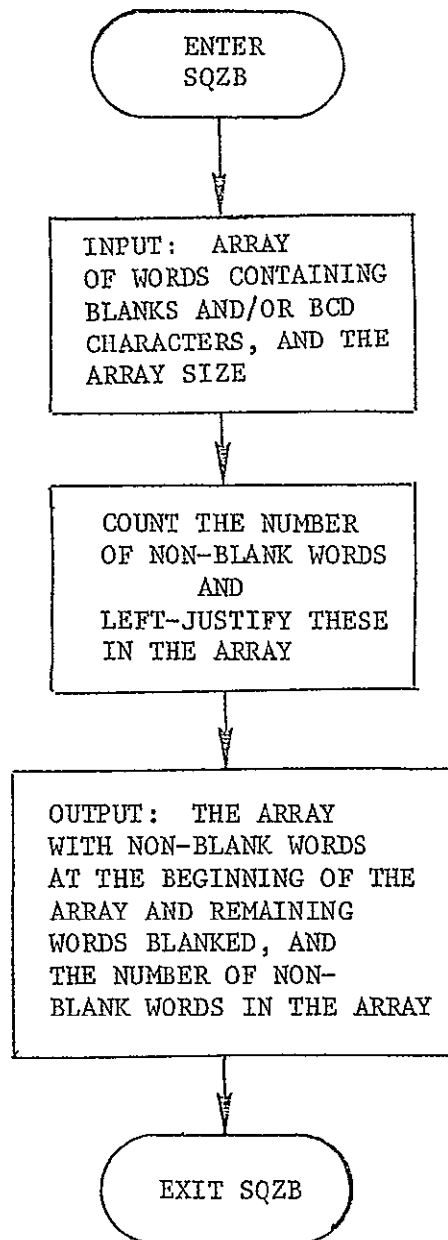 ENTER
SQZB
INPUT: ARRAY
OF WORDS CONTAINING
BLANKS AND/OR BCD
CHARACTERS, AND THE
ARRAY SIZE
COUNT THE NUMBER
OF NON-BLANK WORDS
AND
LEFT-JUSTIFY THESE
IN THE ARRAY
OUTPUT: THE ARRAY
WITH NON-BLANK WORDS
AT THE BEGINNING OF THE
ARRAY AND REMAINING
WORDS BLANKED, AND
THE NUMBER OF NON-
BLANK WORDS IN THE ARRAY
EXIT SQZB